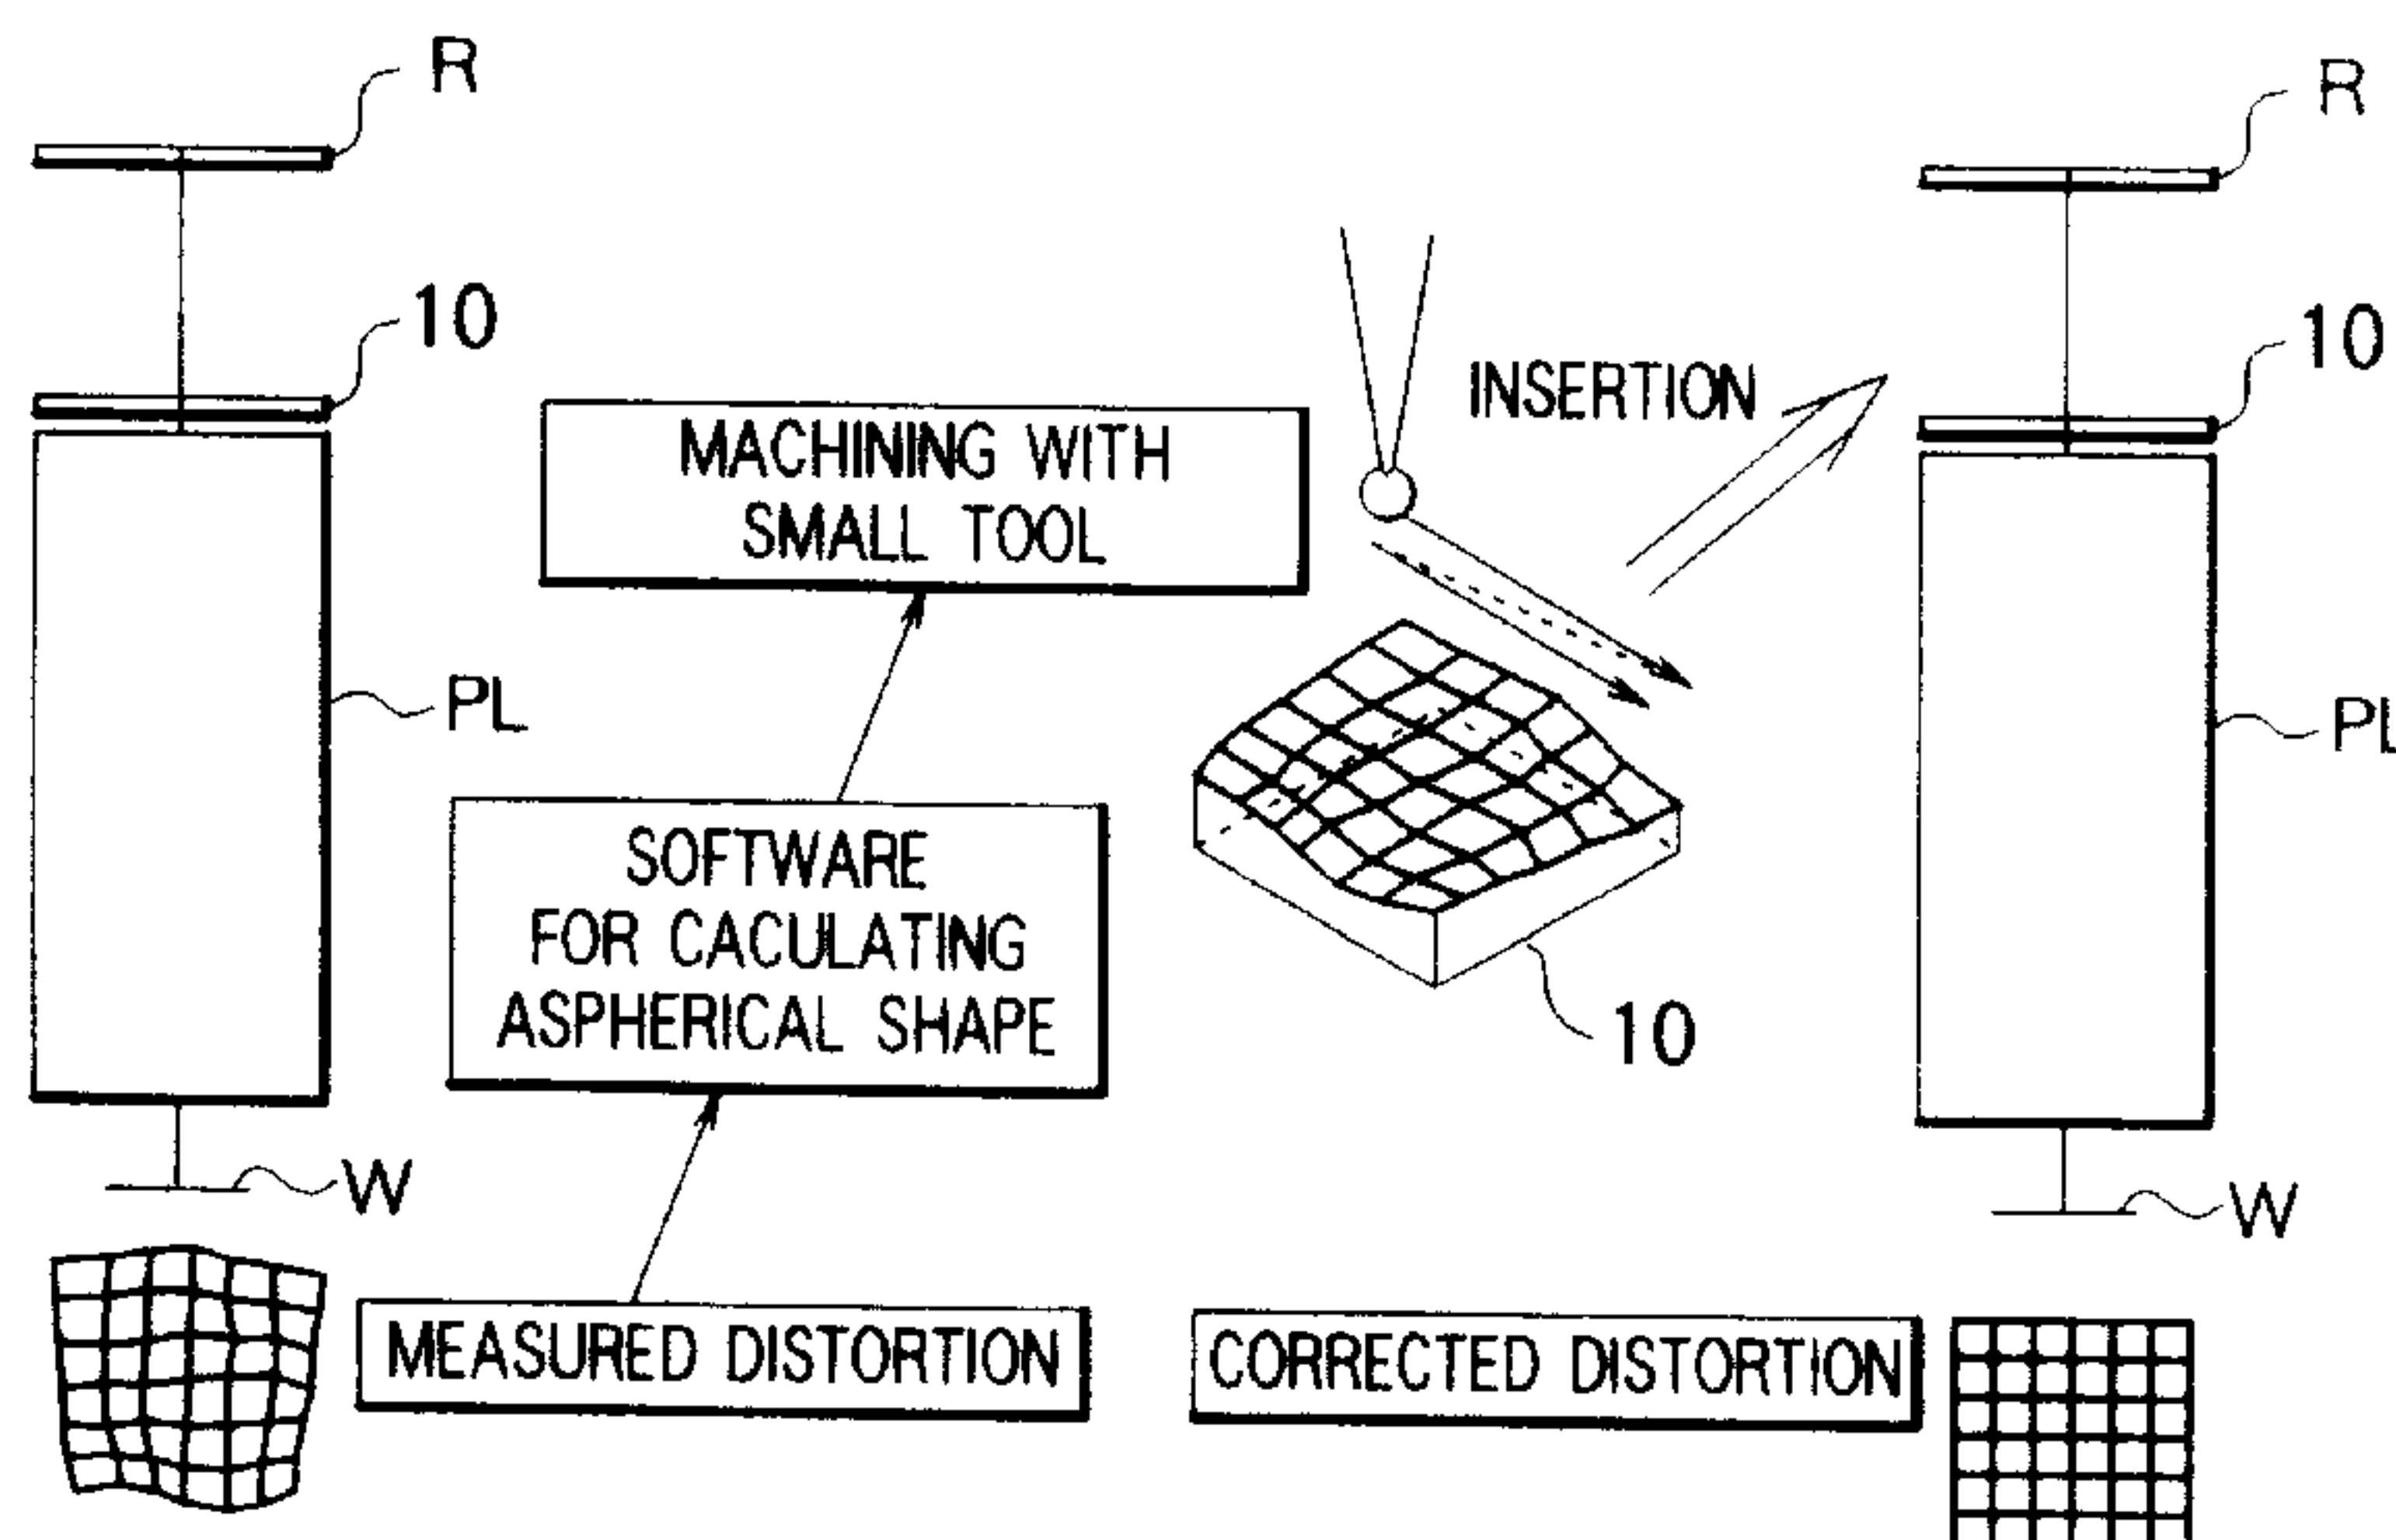 R
10
PL
W
MACHINING WITH
SMALL TOOL
SOFTWARE
FOR CACULATING
ASPHERICAL SHAPE
MEASURED DISTORTION
INSERTION
10
CORRECTED DISTORTION
R
10
PL
W